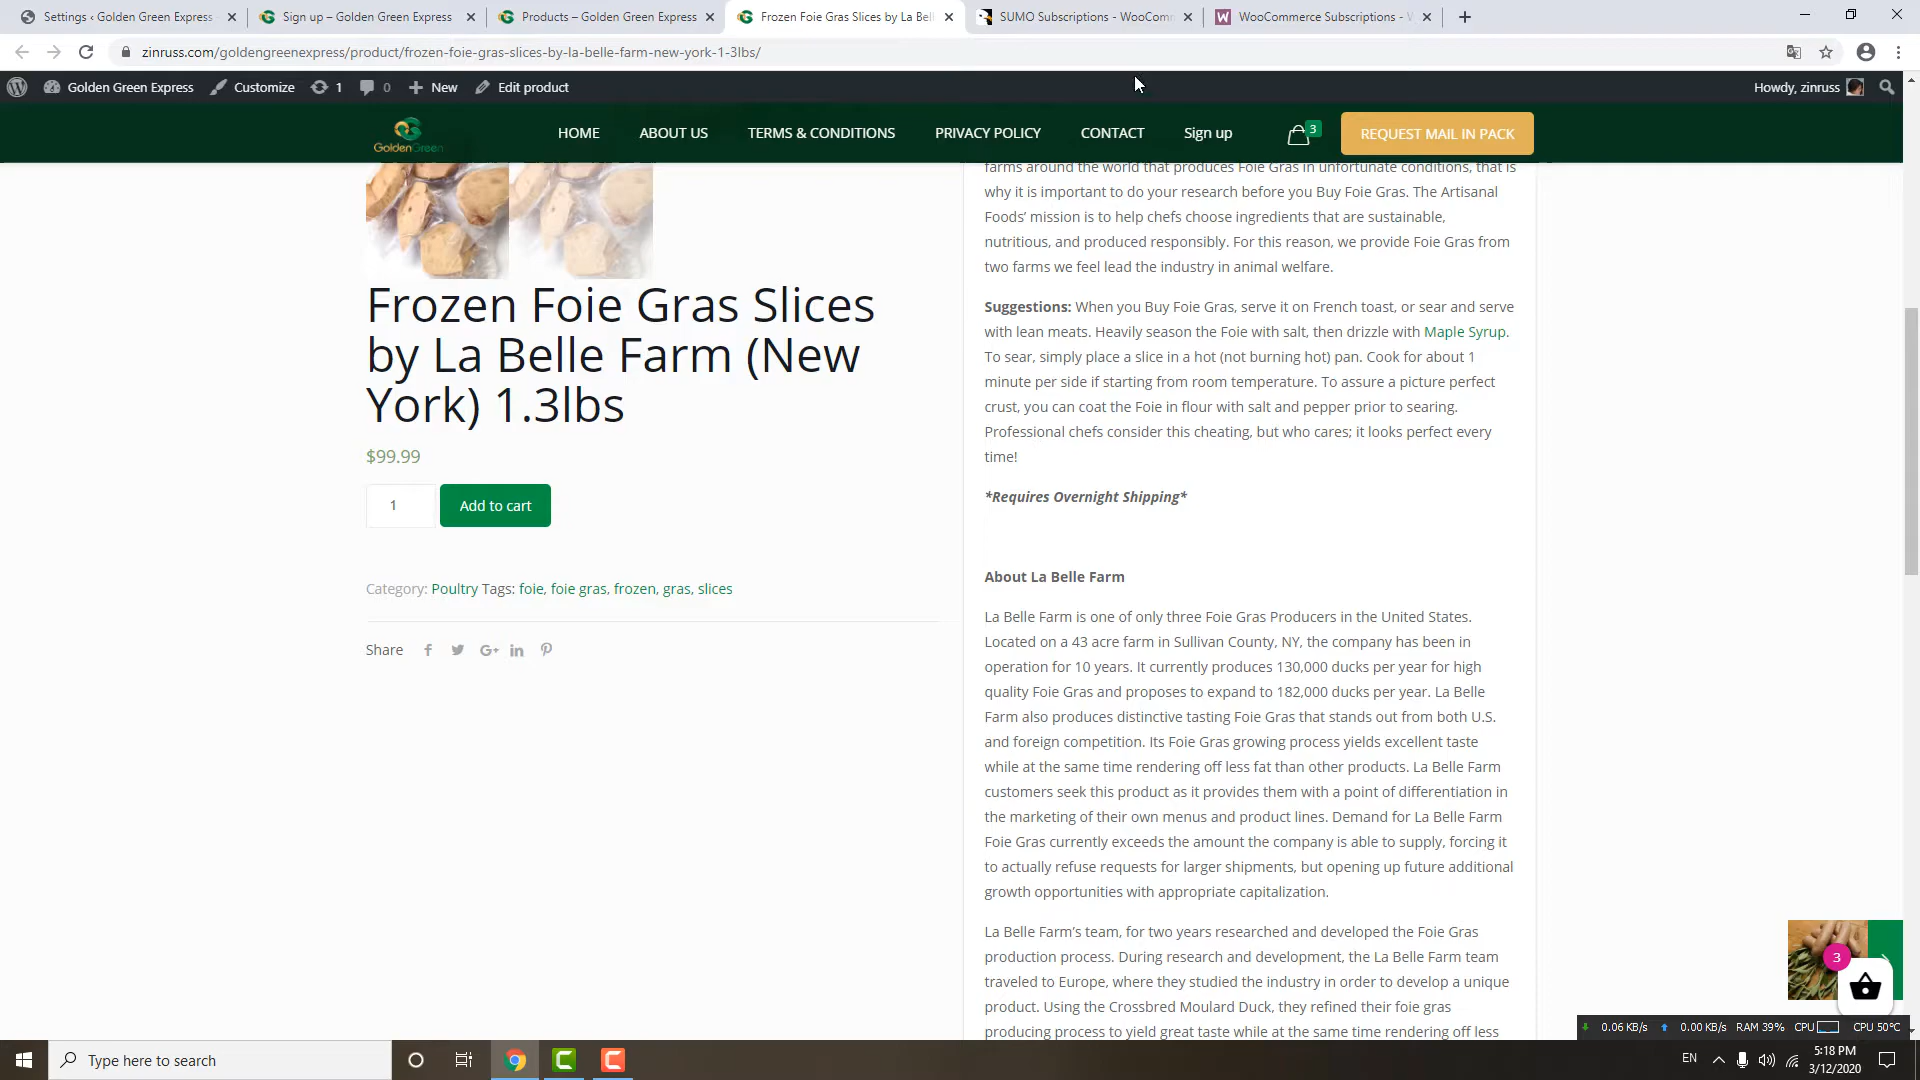 Settings ‹ Golden Green Express
Sign up – Golden Green Express
Products – Golden Green Express
Frozen Foie Gras Slices by La Bel
SUMO Subscriptions - WooComm
WooCommerce Subscriptions - W
zinruss.com/goldengreenexpress/product/frozen-foie-gras-slices-by-la-belle-farm-new-york-1-3lbs/
Golden Green Express
Customize
1
0
New
Edit product
Howdy, zinruss
GoldenGreen
HOME
ABOUT US
TERMS & CONDITIONS
PRIVACY POLICY
CONTACT
Sign up
3
REQUEST MAIL IN PACK
Frozen Foie Gras Slices
by La Belle Farm (New
York) 1.3lbs
$99.99
1
Add to cart
Category: Poultry Tags: foie, foie gras, frozen, gras, slices
Share
farms around the world that produces Foie Gras in unfortunate conditions, that is
why it is important to do your research before you Buy Foie Gras. The Artisanal
Foods’ mission is to help chefs choose ingredients that are sustainable,
nutritious, and produced responsibly. For this reason, we provide Foie Gras from
two farms we feel lead the industry in animal welfare.
Suggestions: When you Buy Foie Gras, serve it on French toast, or sear and serve
with lean meats. Heavily season the Foie with salt, then drizzle with Maple Syrup.
To sear, simply place a slice in a hot (not burning hot) pan. Cook for about 1
minute per side if starting from room temperature. To assure a picture perfect
crust, you can coat the Foie in flour with salt and pepper prior to searing.
Professional chefs consider this cheating, but who cares; it looks perfect every
time!
*Requires Overnight Shipping*
About La Belle Farm
La Belle Farm is one of only three Foie Gras Producers in the United States.
Located on a 43 acre farm in Sullivan County, NY, the company has been in
operation for 10 years. It currently produces 130,000 ducks per year for high
quality Foie Gras and proposes to expand to 182,000 ducks per year. La Belle
Farm also produces distinctive tasting Foie Gras that stands out from both U.S.
and foreign competition. Its Foie Gras growing process yields excellent taste
while at the same time rendering off less fat than other products. La Belle Farm
customers seek this product as it provides them with a point of differentiation in
the marketing of their own menus and product lines. Demand for La Belle Farm
Foie Gras currently exceeds the amount the company is able to supply, forcing it
to actually refuse requests for larger shipments, but opening up future additional
growth opportunities with appropriate capitalization.
La Belle Farm’s team, for two years researched and developed the Foie Gras
production process. During research and development, the La Belle Farm team
traveled to Europe, where they studied the industry in order to develop a unique
product. Using the Crossbred Moulard Duck, they refined their foie gras
producing process to yield great taste while at the same time rendering off less
3
0.06 KB/s
0.00 KB/s
RAM 39%
CPU
CPU 50°C
Type here to search
EN
5:18 PM
3/12/2020